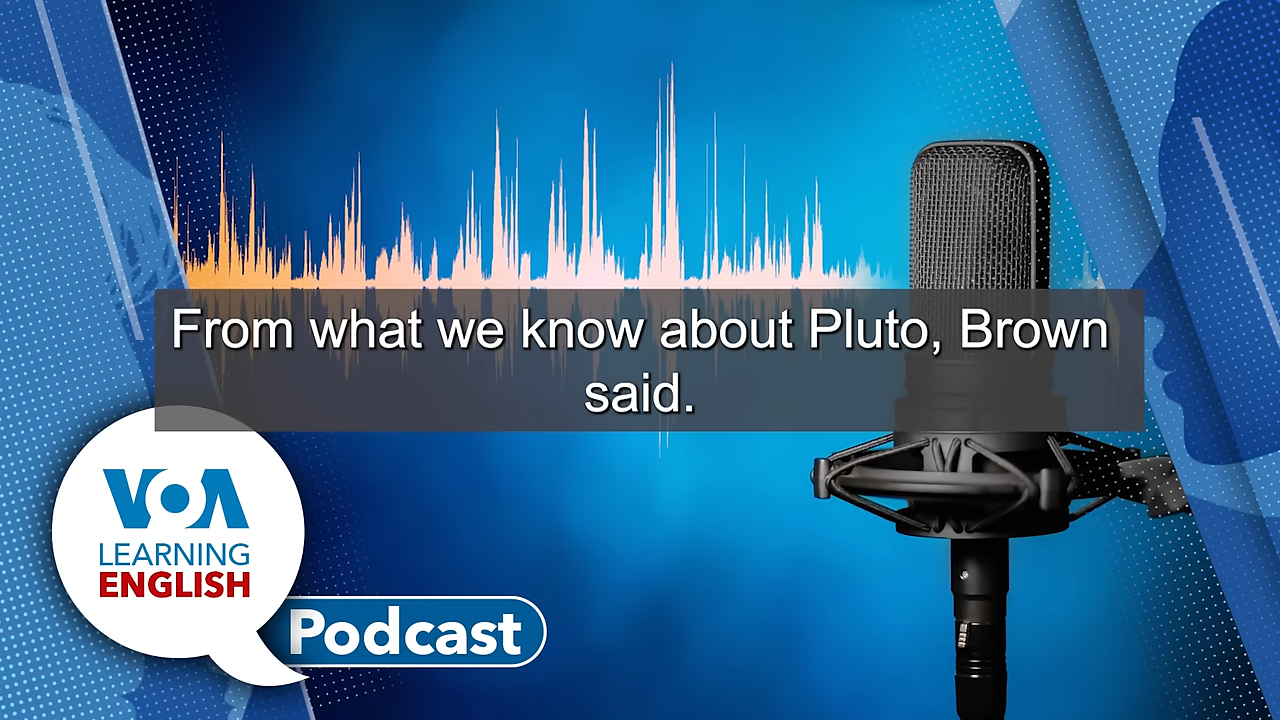 From what we know about Pluto, Brown
said.
VOA
LEARNING
ENGLISH
Podcast